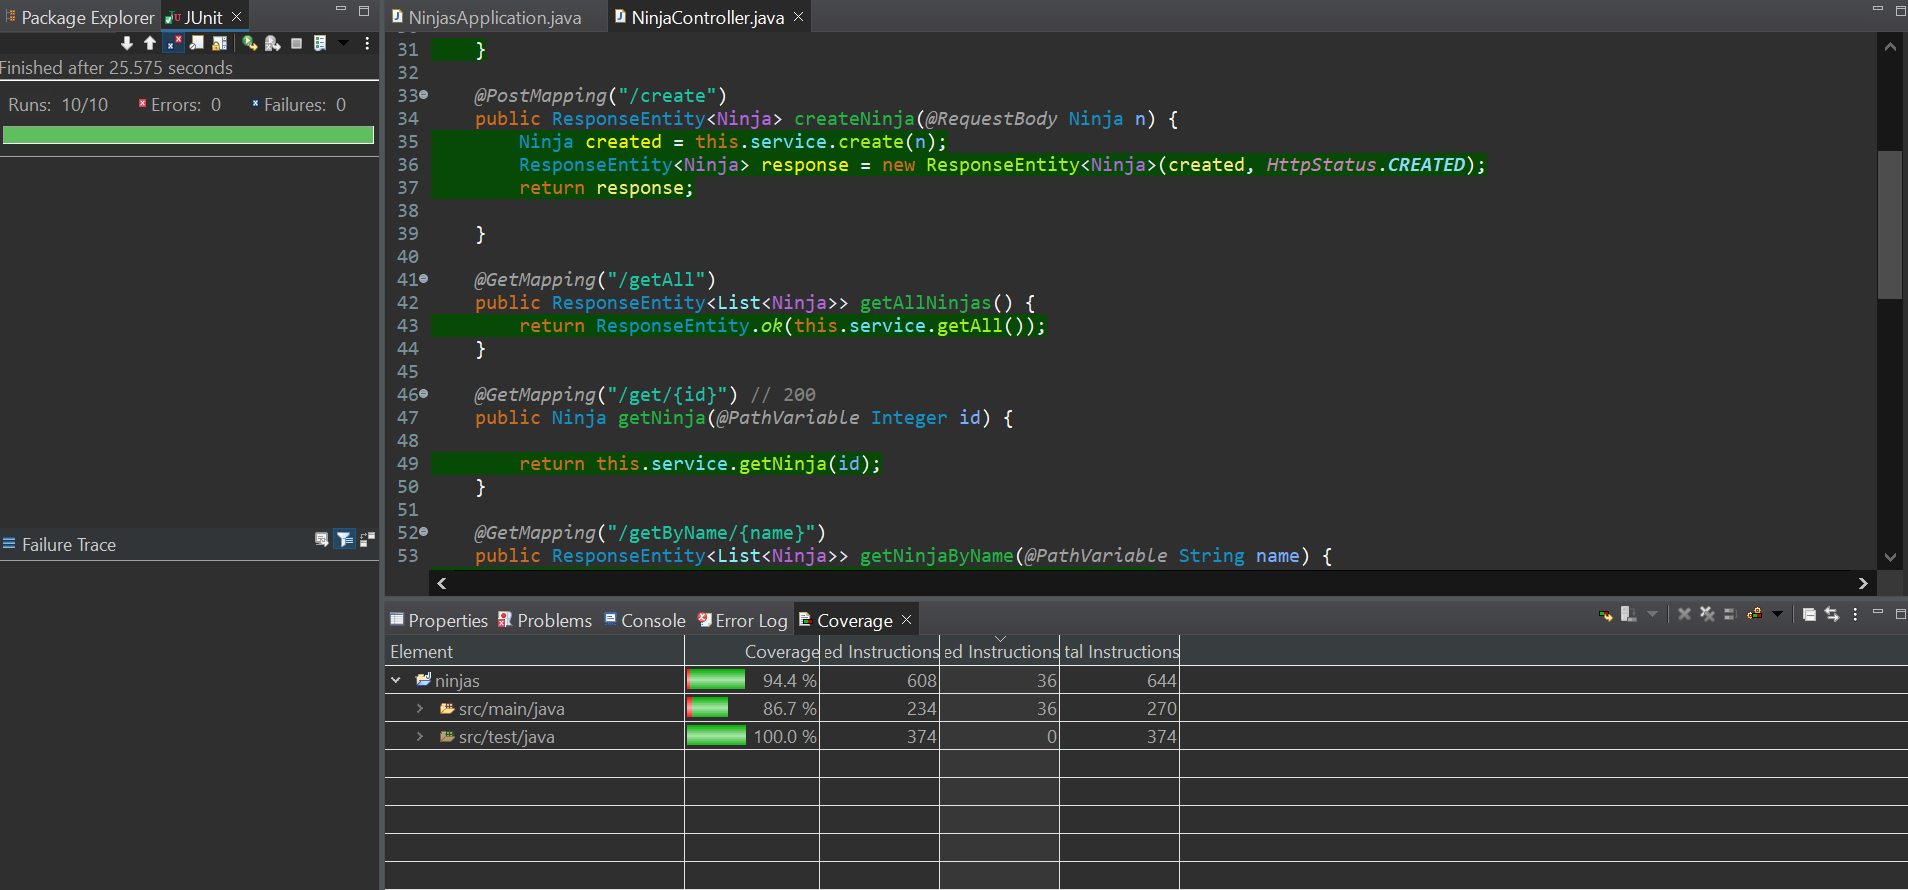 Package Explorer JUnit
Finished after 25.575 seconds
Runs: 10/10 Errors: 0 Failures: 0
Failure Trace
NinjasApplication.java NinjaController.java
31 }
32
33 @PostMapping("/create")
34 public ResponseEntity<Ninja> createNinja(@RequestBody Ninja n) {
35 Ninja created = this.service.create(n);
36 ResponseEntity<Ninja> response = new ResponseEntity<Ninja>(created, HttpStatus.CREATED);
37 return response;
38
39 }
40
41 @GetMapping("/getAll")
42 public ResponseEntity<List<Ninja>> getAllNinjas() {
43 return ResponseEntity.ok(this.service.getAll());
44 }
45
46 @GetMapping("/get/{id}") // 200
47 public Ninja getNinja(@PathVariable Integer id) {
48
49 return this.service.getNinja(id);
50 }
51
52 @GetMapping("/getByName/{name}")
53 public ResponseEntity<List<Ninja>> getNinjaByName(@PathVariable String name) {
Properties Problems Console Error Log Coverage
Element Coverage ed Instructions ed Instructions tal Instructions
ninjas 94.4 % 608 36 644
src/main/java 86.7 % 234 36 270
src/test/java 100.0 % 374 0 374